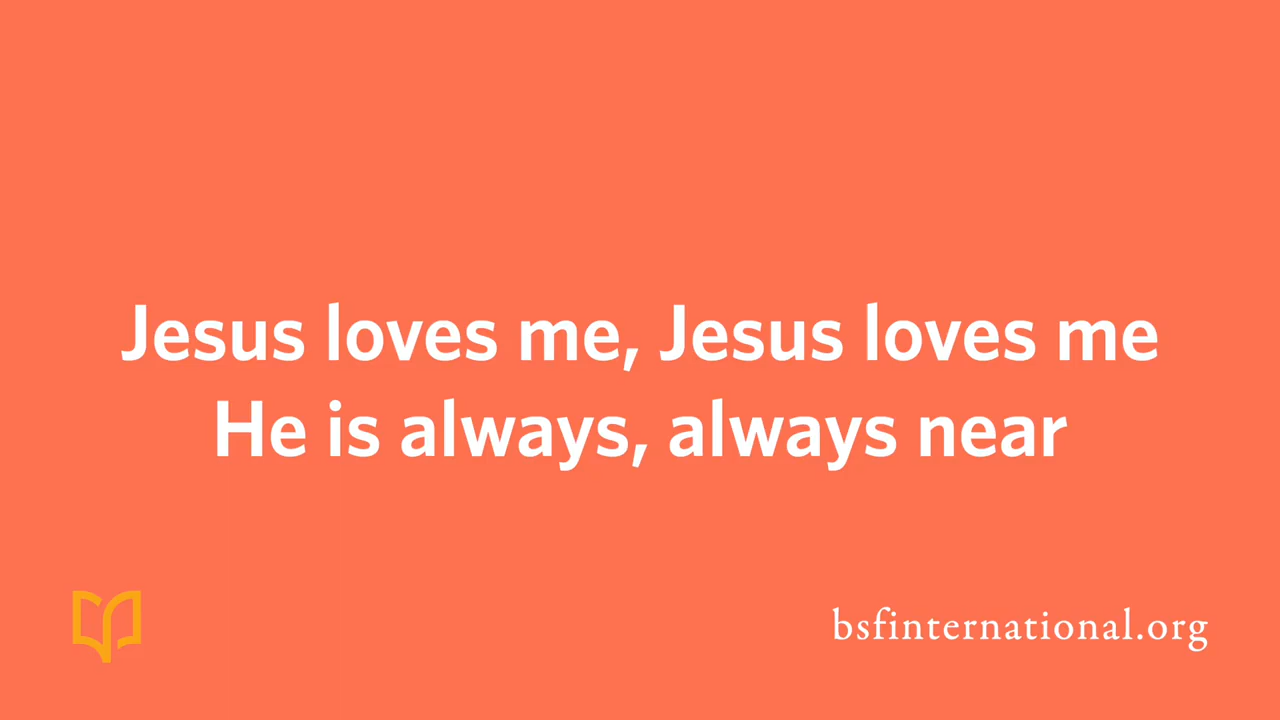 Jesus loves me, Jesus loves me
He is always, always near
bsfinternational.org